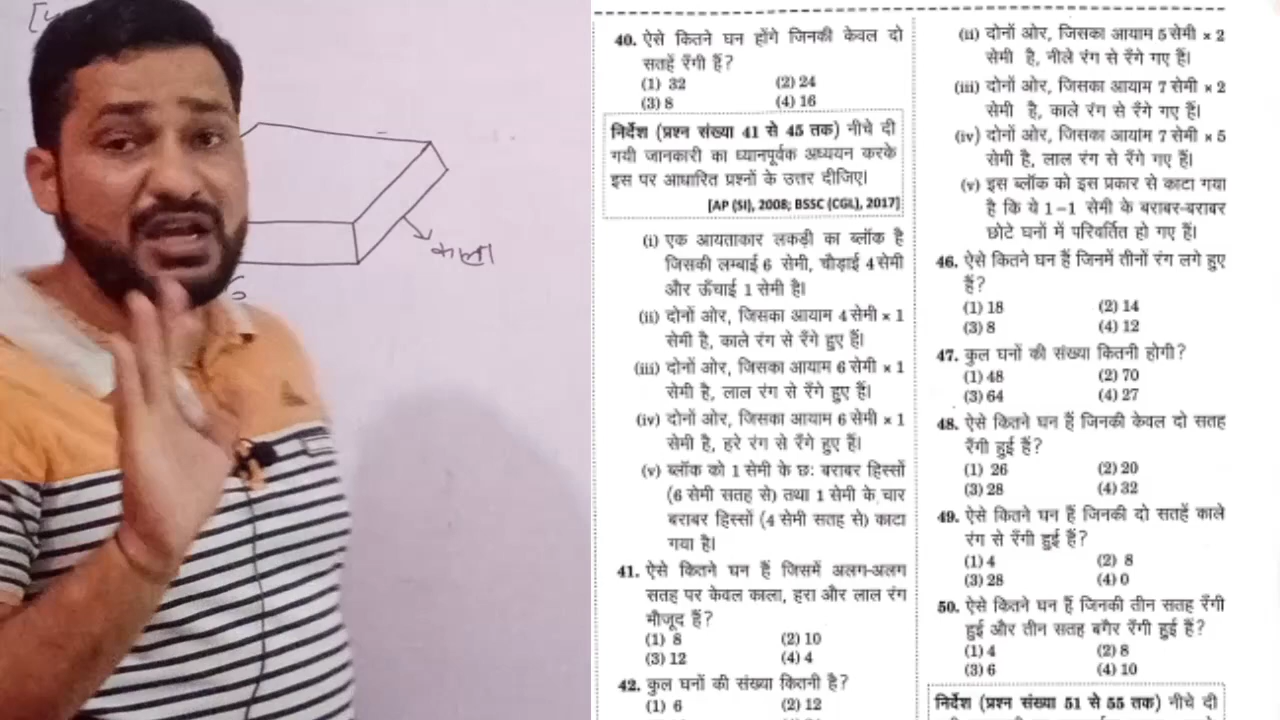 काला
6
40. ऐसे कितने घन होंगे जिनकी केवल दो
सतहें रँगी हैं?
(1) 32 (2) 24
(3) 8 (4) 16
निर्देश (प्रश्न संख्या 41 से 45 तक) नीचे दी
गयी जानकारी का ध्यानपूर्वक अध्ययन करके
इस पर आधारित प्रश्नों के उत्तर दीजिए।
[AP (SI), 2008; BSSC (CGL), 2017]
(i) एक आयताकार लकड़ी का ब्लॉक है
जिसकी लम्बाई 6 सेमी, चौड़ाई 4 सेमी
और ऊँचाई 1 सेमी है।
(ii) दोनों ओर, जिसका आयाम 4 सेमी × 1
सेमी है, काले रंग से रँगे हुए हैं।
(iii) दोनों ओर, जिसका आयाम 6 सेमी × 1
सेमी है, लाल रंग से रँगे हुए हैं।
(iv) दोनों ओर, जिसका आयाम 6 सेमी × 1
सेमी है, हरे रंग से रँगे हुए हैं।
(v) ब्लॉक को 1 सेमी के छः बराबर हिस्सों
(6 सेमी सतह से) तथा 1 सेमी के चार
बराबर हिस्सों (4 सेमी सतह से) काटा
गया है।
41. ऐसे कितने घन हैं जिसमें अलग-अलग
सतह पर केवल काला, हरा और लाल रंग
मौजूद हैं?
(1) 8 (2) 10
(3) 12 (4) 4
42. कुल घनों की संख्या कितनी है?
(1) 6 (2) 12
(ii) दोनों ओर, जिसका आयाम 5 सेमी × 2
सेमी है, नीले रंग से रँगे गए हैं।
(iii) दोनों ओर, जिसका आयाम 7 सेमी × 2
सेमी है, काले रंग से रँगे गए हैं।
(iv) दोनों ओर, जिसका आयाम 7 सेमी × 5
सेमी है, लाल रंग से रँगे गए हैं।
(v) इस ब्लॉक को इस प्रकार से काटा गया
है कि ये 1-1 सेमी के बराबर-बराबर
छोटे घनों में परिवर्तित हो गए हैं।
46. ऐसे कितने घन हैं जिनमें तीनों रंग लगे हुए
हैं?
(1) 18 (2) 14
(3) 8 (4) 12
47. कुल घनों की संख्या कितनी होगी?
(1) 48 (2) 70
(3) 64 (4) 27
48. ऐसे कितने घन हैं जिनकी केवल दो सतह
रँगी हुई हैं?
(1) 26 (2) 20
(3) 28 (4) 32
49. ऐसे कितने घन हैं जिनकी दो सतहें काले
रंग से रँगी हुई हैं?
(1) 4 (2) 8
(3) 28 (4) 0
50. ऐसे कितने घन हैं जिनकी तीन सतह रँगी
हुई और तीन सतह बगैर रँगी हुई हैं?
(1) 4 (2) 8
(3) 6 (4) 10
निर्देश (प्रश्न संख्या 51 से 55 तक) नीचे दी